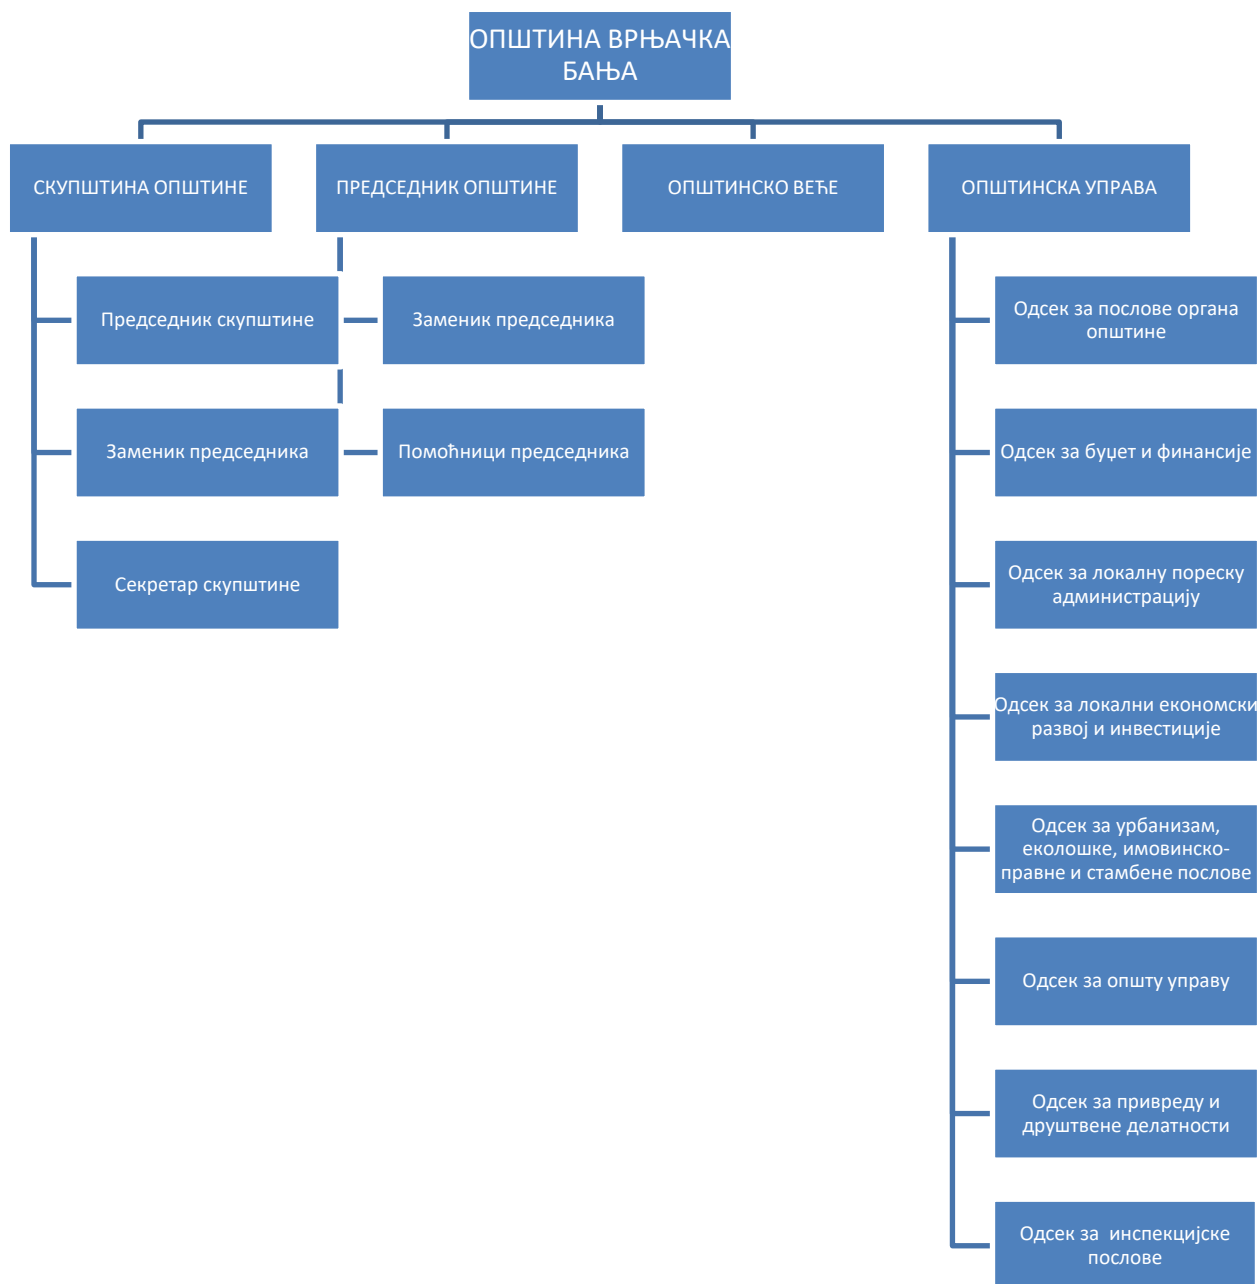 ОПШТИНА ВРЊАЧКА
БАЊА
СКУПШТИНА ОПШТИНЕ
ПРЕДСЕДНИК ОПШТИНЕ
ОПШТИНСКО ВЕЋЕ
ОПШТИНСКА УПРАВА
Председник скупштине
Заменик председника
Секретар скупштине
Заменик председника
Помоћници председника
Одсек за послове органа
општине
Одсек за буџет и финансије
Одсек за локалну пореску
администрацију
Одсек за локални економски
развој и инвестиције
Одсек за урбанизам,
еколошке, имовинско-
правне и стамбене послове
Одсек за општу управу
Одсек за привреду и
друштвене делатности
Одсек за  инспекцијске
послове